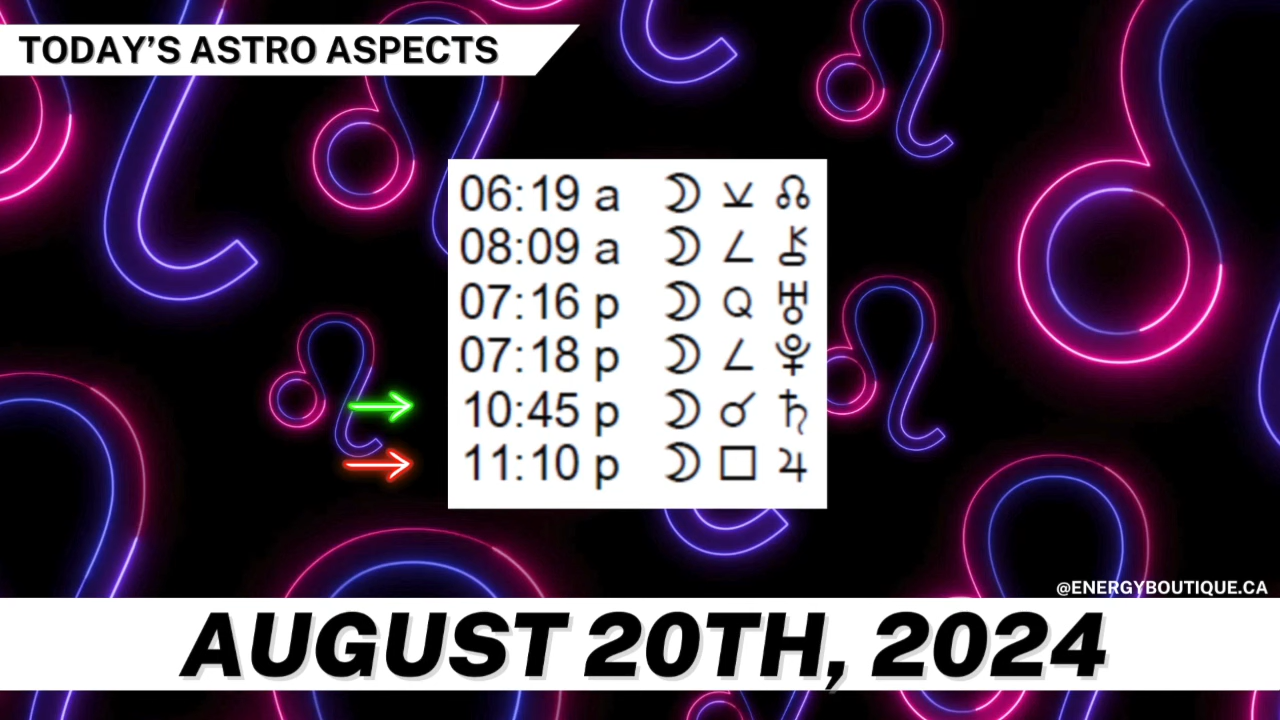 TODAY'S ASTRO ASPECTS
06:19 a ☽ ⚺ ☊
08:09 a ☽ ∠ ⚷
07:16 p ☽ Q ♅
07:18 p ☽ ∠ ♇
10:45 p ☽ ☌ ♄
11:10 p ☽ □ ♃
@ENERGYBOUTIQUE.CA
AUGUST 20TH, 2024